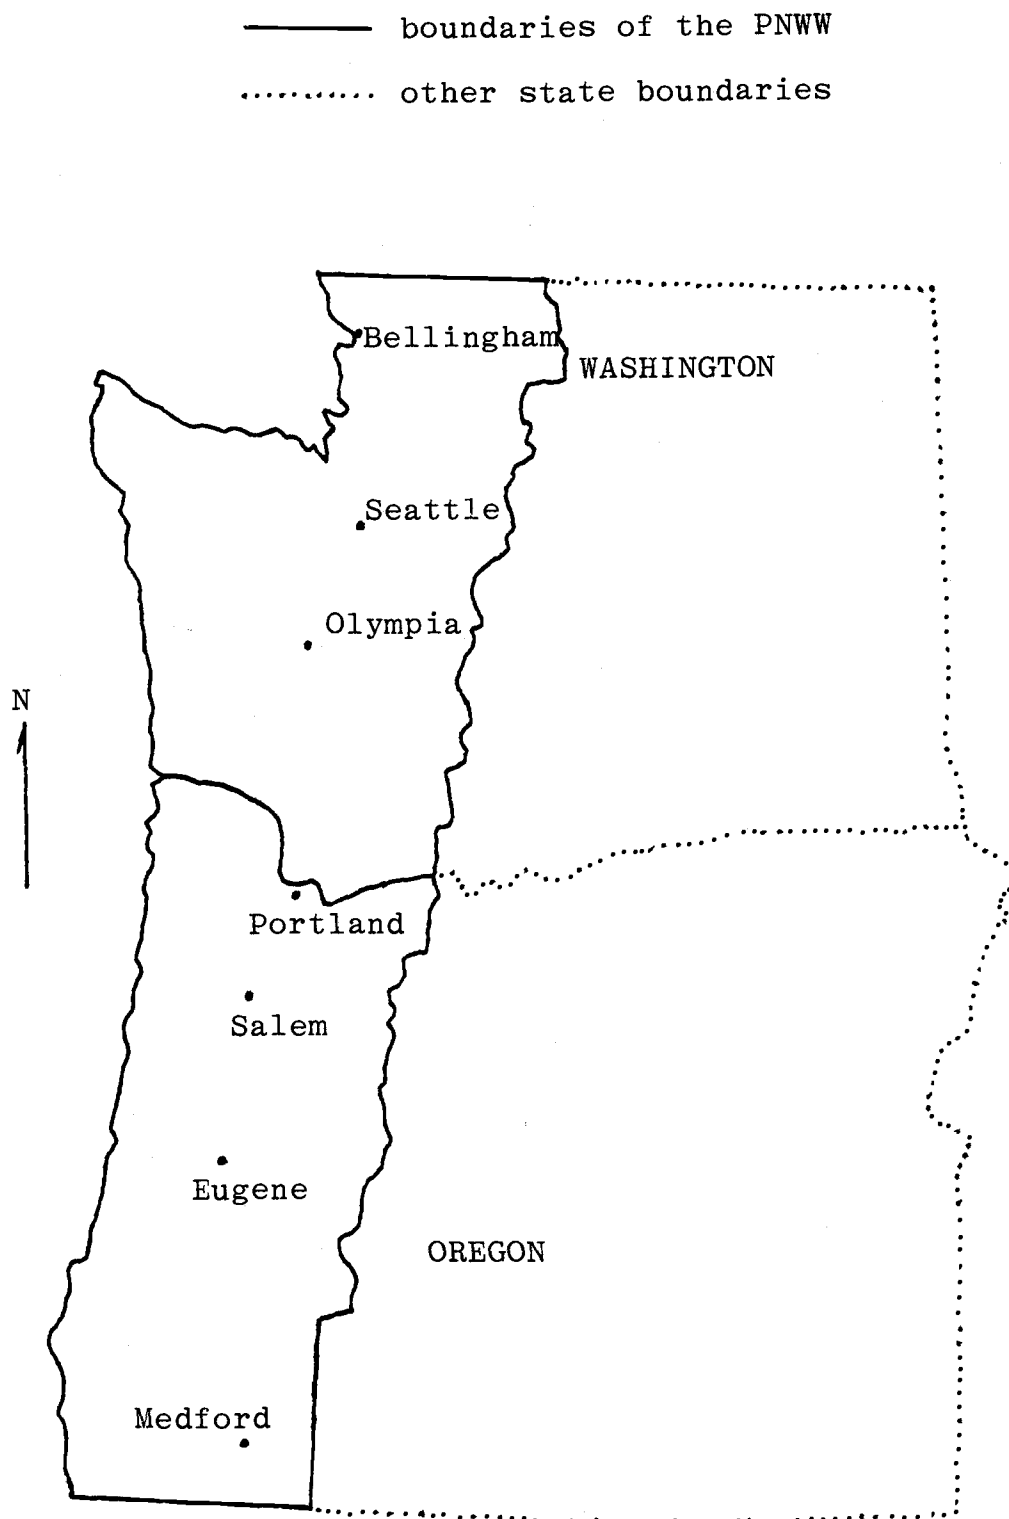 boundaries of the PNWW
other state boundaries
Bellingham
WASHINGTON
Seattle
Olympia
N
Portland
Salem
Eugene
OREGON
Medford